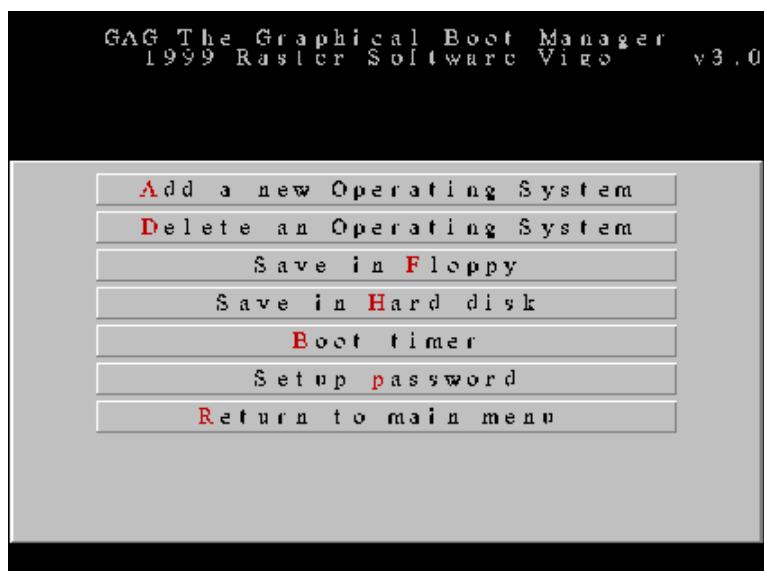 GAG The Graphical Boot Manager
1999 Raster Software Vigo v3.0
Add a new Operating System
Delete an Operating System
Save in Floppy
Save in Hard disk
Boot timer
Setup password
Return to main menu